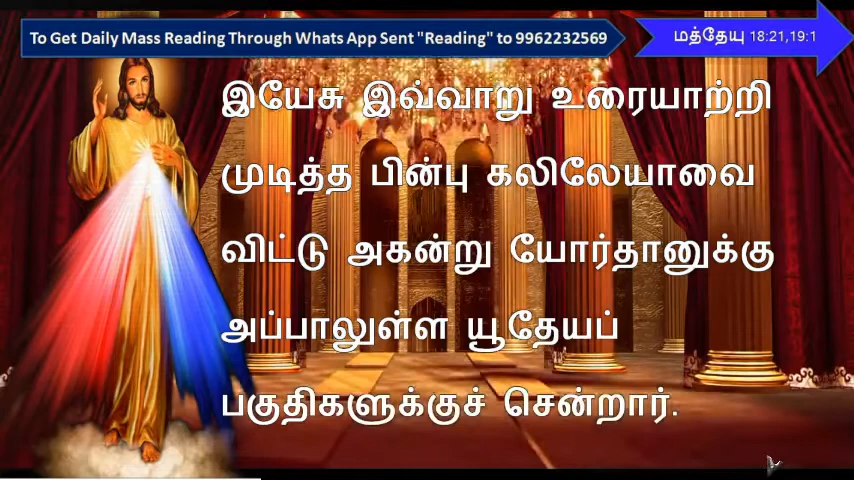 To Get Daily Mass Reading Through Whats App Sent "Reading" to 9962232569
மத்தேயு 18:21,19:1
இயேசு இவ்வாறு உரையாற்றி
முடித்த பின்பு கலிலேயாவை
விட்டு அகன்று யோர்தானுக்கு
அப்பாலுள்ள யூதேயப்
பகுதிகளுக்குச் சென்றார்.